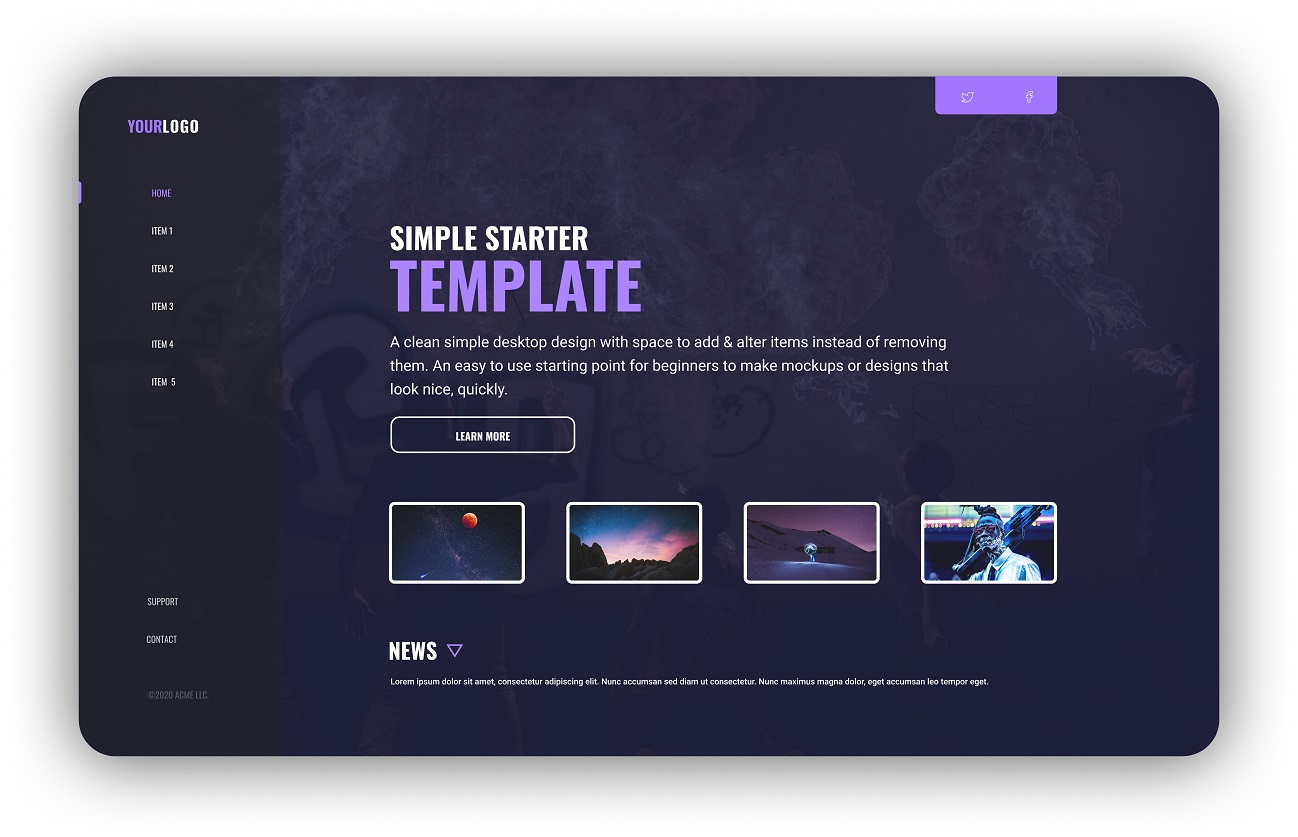 YOURLOGO
HOME
ITEM 1
ITEM 2
ITEM 3
ITEM 4
ITEM 5
SUPPORT
CONTACT
©2020 ACME LLC.
SIMPLE STARTER
TEMPLATE
A clean simple desktop design with space to add & alter items instead of removing
them. An easy to use starting point for beginners to make mockups or designs that
look nice, quickly.
LEARN MORE
NEWS
Lorem ipsum dolor sit amet, consectetur adipiscing elit. Nunc accumsan sed diam ut consectetur. Nunc maximus magna dolor, eget accumsan leo tempor eget.